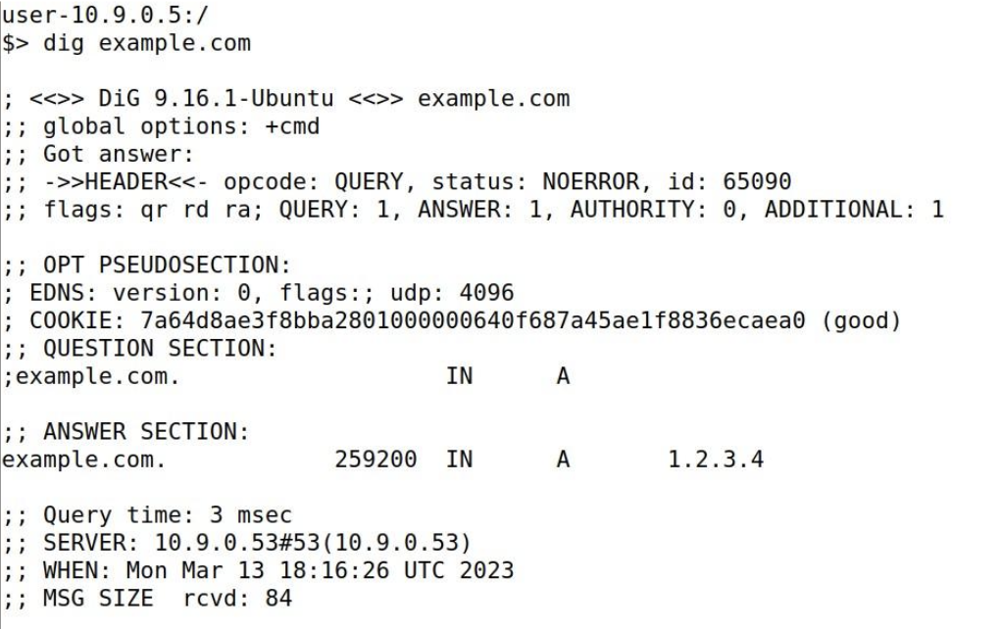 user-10.9.0.5:/
$> dig example.com
; <<>> DiG 9.16.1-Ubuntu <<>> example.com
;; global options: +cmd
;; Got answer:
;; ->>HEADER<<- opcode: QUERY, status: NOERROR, id: 65090
;; flags: qr rd ra; QUERY: 1, ANSWER: 1, AUTHORITY: 0, ADDITIONAL: 1
;; OPT PSEUDOSECTION:
; EDNS: version: 0, flags:; udp: 4096
; COOKIE: 7a64d8ae3f8bba2801000000640f687a45ae1f8836ecaea0 (good)
;; QUESTION SECTION:
;example.com. IN A
;; ANSWER SECTION:
example.com. 259200 IN A 1.2.3.4
;; Query time: 3 msec
;; SERVER: 10.9.0.53#53(10.9.0.53)
;; WHEN: Mon Mar 13 18:16:26 UTC 2023
;; MSG SIZE rcvd: 84